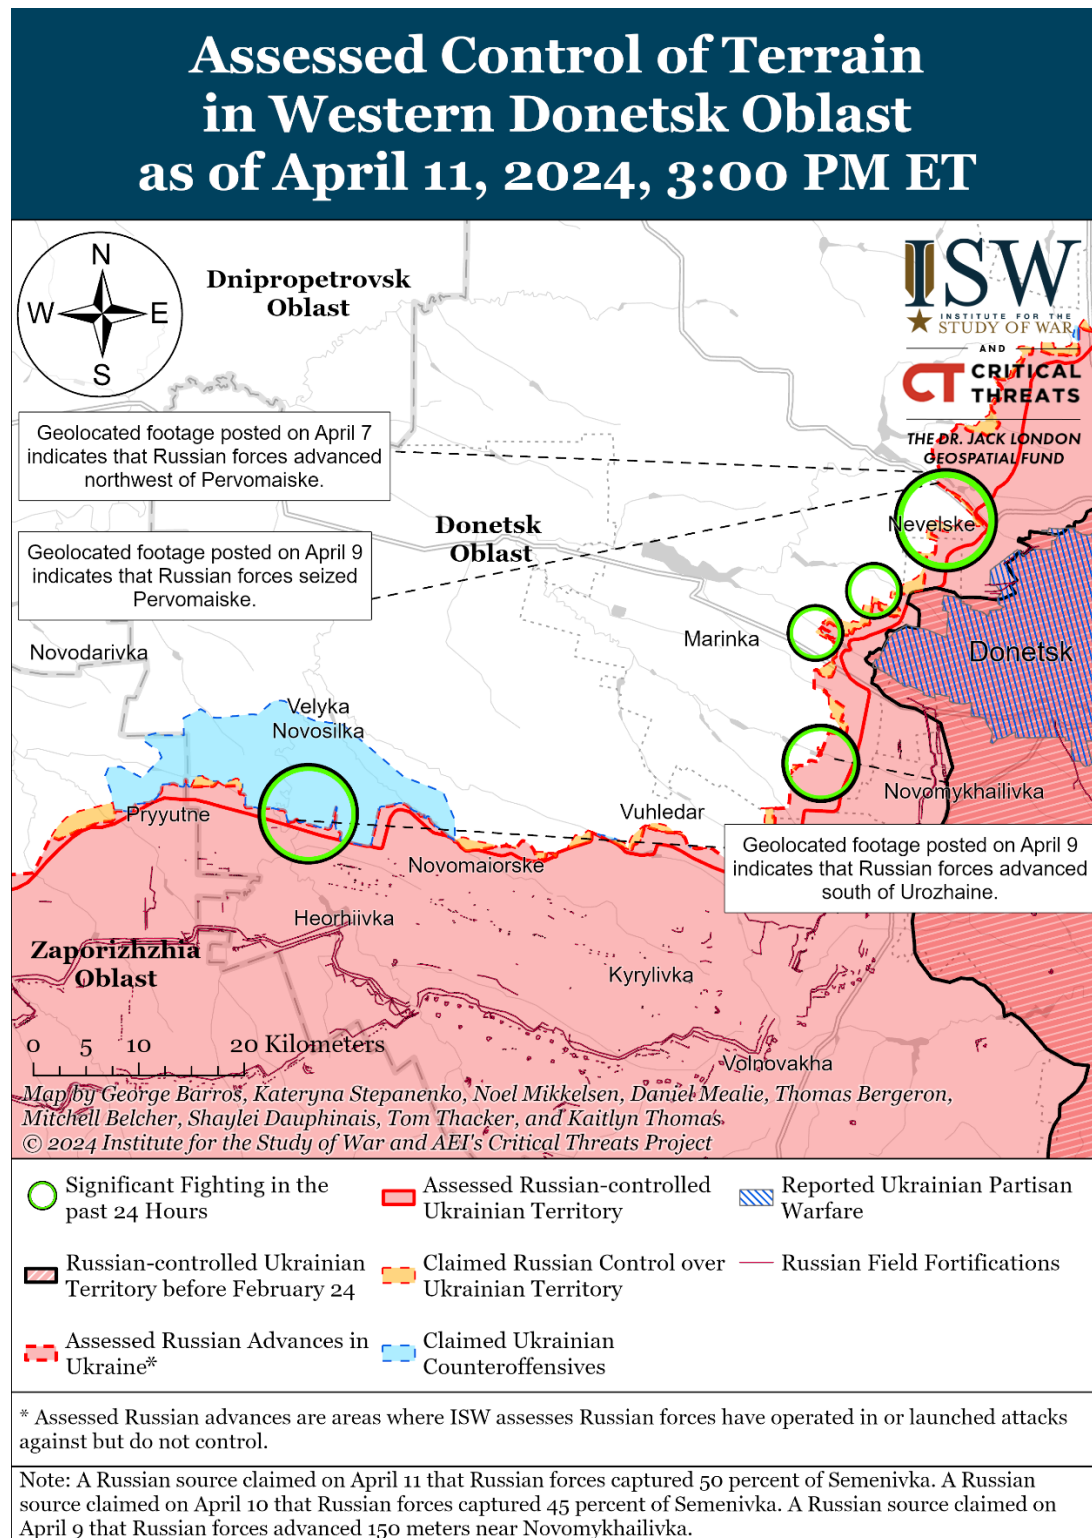 Assessed Control of Terrain
in Western Donetsk Oblast
as of April 11, 2024, 3:00 PM ET
N
W
E
S
Dnipropetrovsk
Oblast
ISW
INSTITUTE FOR THE
STUDY OF WAR
AND
CT CRITICAL
THREATS
THE DR. JACK LONDON
GEOSPATIAL FUND
Geolocated footage posted on April 7
indicates that Russian forces advanced
northwest of Pervomaiske.
Donetsk
Oblast
Nevelske
Geolocated footage posted on April 9
indicates that Russian forces seized
Pervomaiske.
Marinka
Donetsk
Novodarivka
Velyka
Novosilka
Novomykhailivka
Pryyutne
Vuhledar
Geolocated footage posted on April 9
indicates that Russian forces advanced
south of Urozhaine.
Novomaiorske
Heorhiivka
Zaporizhzhia
Oblast
Kyrylivka
Volnovakha
0 5 10 20 Kilometers
Map by George Barros, Kateryna Stepanenko, Noel Mikkelsen, Daniel Mealie, Thomas Bergeron,
Mitchell Belcher, Shaylei Dauphinais, Tom Thacker, and Kaitlyn Thomas
© 2024 Institute for the Study of War and AEI's Critical Threats Project
Significant Fighting in the
past 24 Hours
Assessed Russian-controlled
Ukrainian Territory
Reported Ukrainian Partisan
Warfare
Russian-controlled Ukrainian
Territory before February 24
Claimed Russian Control over
Ukrainian Territory
Russian Field Fortifications
Assessed Russian Advances in
Ukraine*
Claimed Ukrainian
Counteroffensives
* Assessed Russian advances are areas where ISW assesses Russian forces have operated in or launched attacks
against but do not control.
Note: A Russian source claimed on April 11 that Russian forces captured 50 percent of Semenivka. A Russian
source claimed on April 10 that Russian forces captured 45 percent of Semenivka. A Russian source claimed on
April 9 that Russian forces advanced 150 meters near Novomykhailivka.